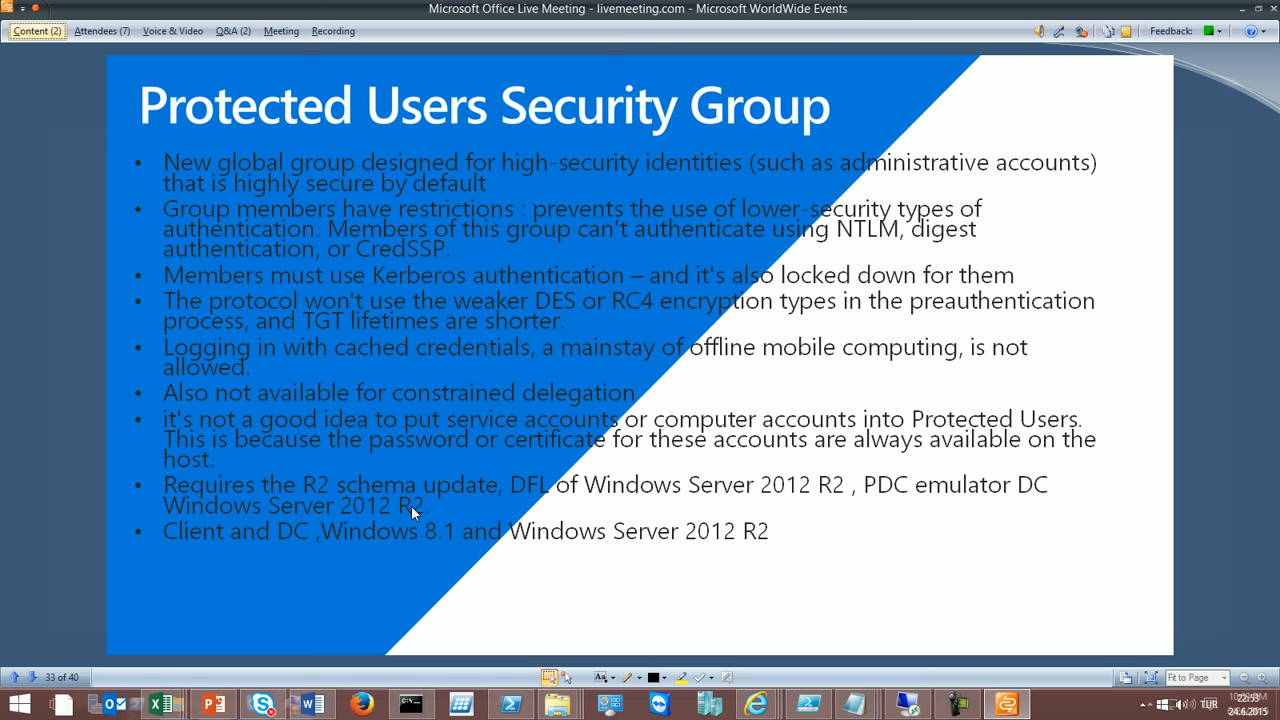 Microsoft Office Live Meeting - livemeeting.com - Microsoft WorldWide Events
Content (2) Attendees (7) Voice & Video Q&A (2) Meeting Recording Feedback:
Protected Users Security Group
• New global group designed for high-security identities (such as administrative accounts)
that is highly secure by default
• Group members have restrictions : prevents the use of lower-security types of
authentication. Members of this group can't authenticate using NTLM, digest
authentication, or CredSSP.
• Members must use Kerberos authentication – and it's also locked down for them
• The protocol won't use the weaker DES or RC4 encryption types in the preauthentication
process, and TGT lifetimes are shorter.
• Logging in with cached credentials, a mainstay of offline mobile computing, is not
allowed.
• Also not available for constrained delegation
• it's not a good idea to put service accounts or computer accounts into Protected Users.
This is because the password or certificate for these accounts are always available on the
host.
• Requires the R2 schema update, DFL of Windows Server 2012 R2 , PDC emulator DC
Windows Server 2012 R2.
• Client and DC ,Windows 8.1 and Windows Server 2012 R2
33 of 40 Aa Fit to Page
TUR
24.6.2015